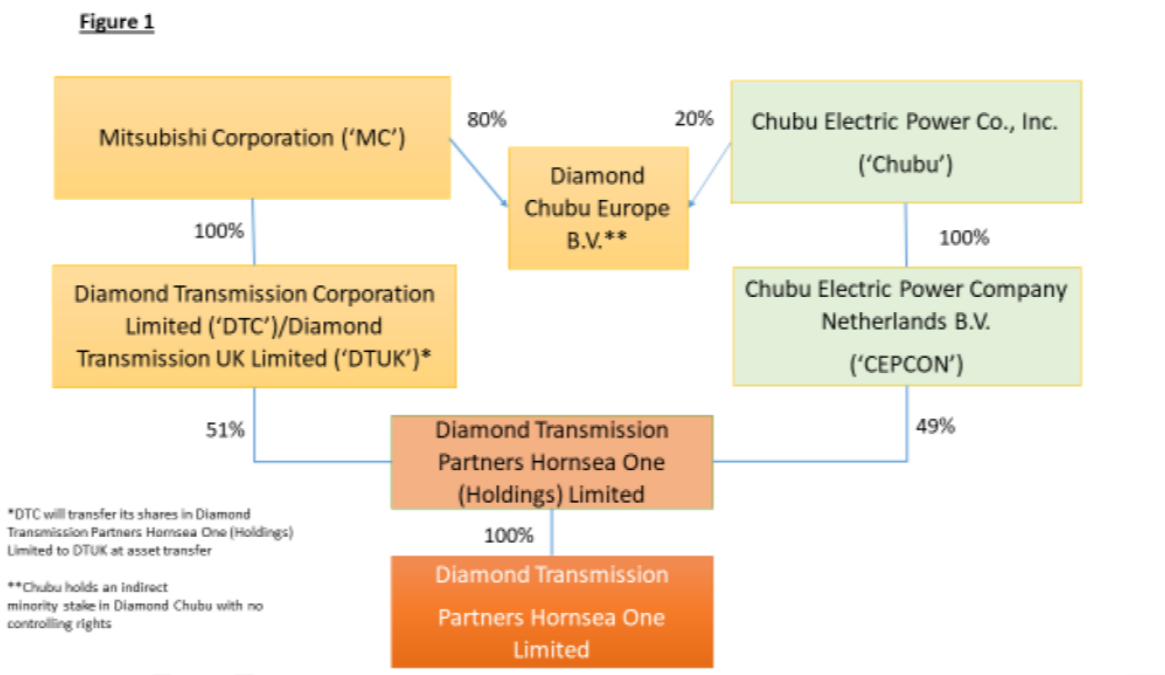 Figure 1
Mitsubishi Corporation (‘MC’)
80%
20%
Chubu Electric Power Co., Inc.
(‘Chubu’)
Diamond
Chubu Europe
B.V.**
100%
100%
Diamond Transmission Corporation
Limited (‘DTC’)/Diamond
Transmission UK Limited (‘DTUK’)*
Chubu Electric Power Company
Netherlands B.V.
(‘CEPCON’)
51%
49%
Diamond Transmission
Partners Hornsea One
(Holdings) Limited
100%
Diamond Transmission
Partners Hornsea One
Limited
*DTC will transfer its shares in Diamond
Transmission Partners Hornsea One (Holdings)
Limited to DTUK at asset transfer
**Chubu holds an indirect
minority stake in Diamond Chubu with no
controlling rights